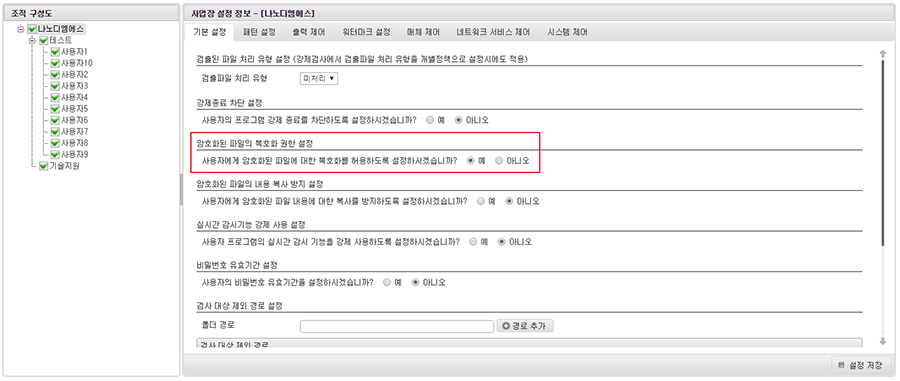 조직 구성도
나노디엠에스
테스트
사용자1
사용자10
사용자2
사용자3
사용자4
사용자5
사용자6
사용자7
사용자8
사용자9
기술지원
사업장 설정 정보 - [나노디엠에스]
기본 설정 패턴 설정 출력 제어 워터마크 설정 매체 제어 네트워크 서비스 제어 시스템 제어
검출된 파일 처리 유형 설정 (강제검사에서 검출파일 처리 유형을 개별정책으로 설정시에도 적용)
검출파일 처리 유형 미처리
강제종료 차단 설정
사용자의 프로그램 강제 종료를 차단하도록 설정하시겠습니까? 예 아니오
암호화된 파일의 복호화 권한 설정
사용자에게 암호화된 파일에 대한 복호화를 허용하도록 설정하시겠습니까? 예 아니오
암호화된 파일의 내용 복사 방지 설정
사용자에게 암호화된 파일 내용에 대한 복사를 방지하도록 설정하시겠습니까? 예 아니오
실시간 감시기능 강제 사용 설정
사용자 프로그램의 실시간 감시 기능을 강제 사용하도록 설정하시겠습니까? 예 아니오
비밀번호 유효기간 설정
사용자의 비밀번호 유효기간을 설정하시겠습니까? 예 아니오
검사 대상 제외 경로 설정
폴더 경로 경로 추가
검사 대상 제외 경로
설정 저장